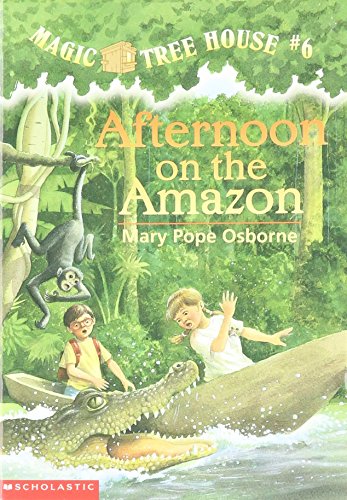 MAGIC TREE HOUSE #6
Afternoon
on the
Amazon
Mary Pope Osborne
SCHOLASTIC